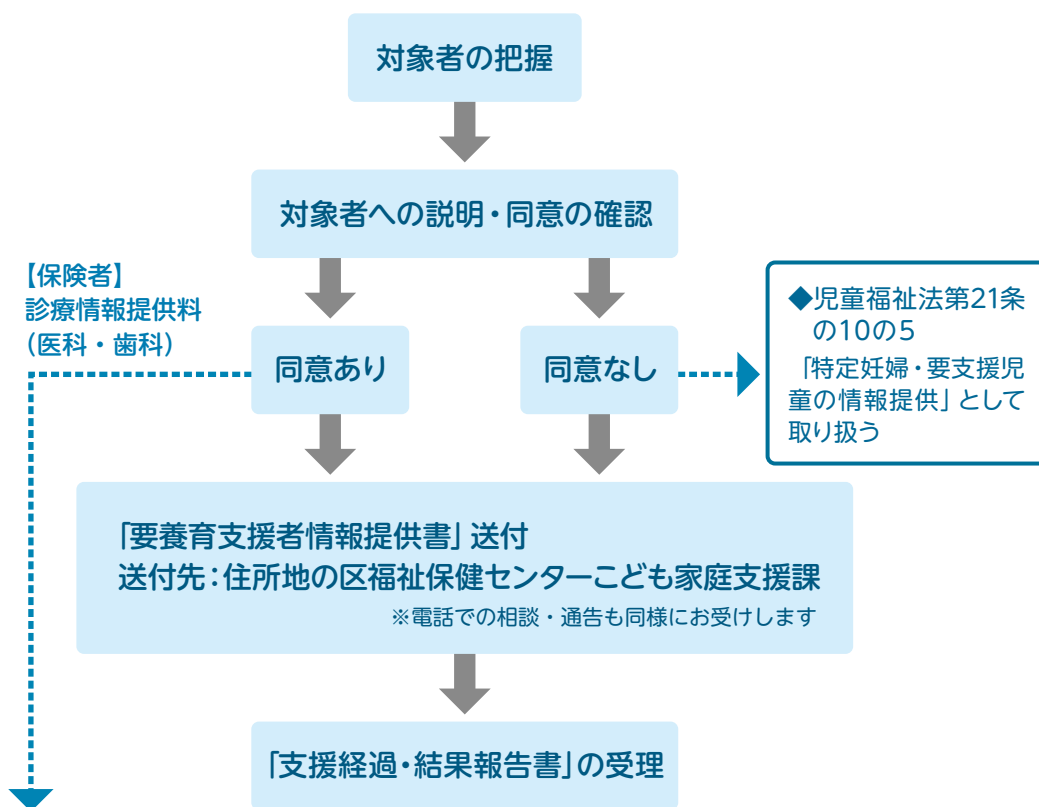 対象者の把握
対象者への説明・同意の確認
【保険者】
診療情報提供料
（医科・歯科）
同意あり
同意なし
◆児童福祉法第21条
の10の5
「特定妊婦・要支援児
童の情報提供」として
取り扱う
「要養育支援者情報提供書」送付
送付先：住所地の区福祉保健センターこども家庭支援課
※電話での相談・通告も同様にお受けします
「支援経過・結果報告書」の受理